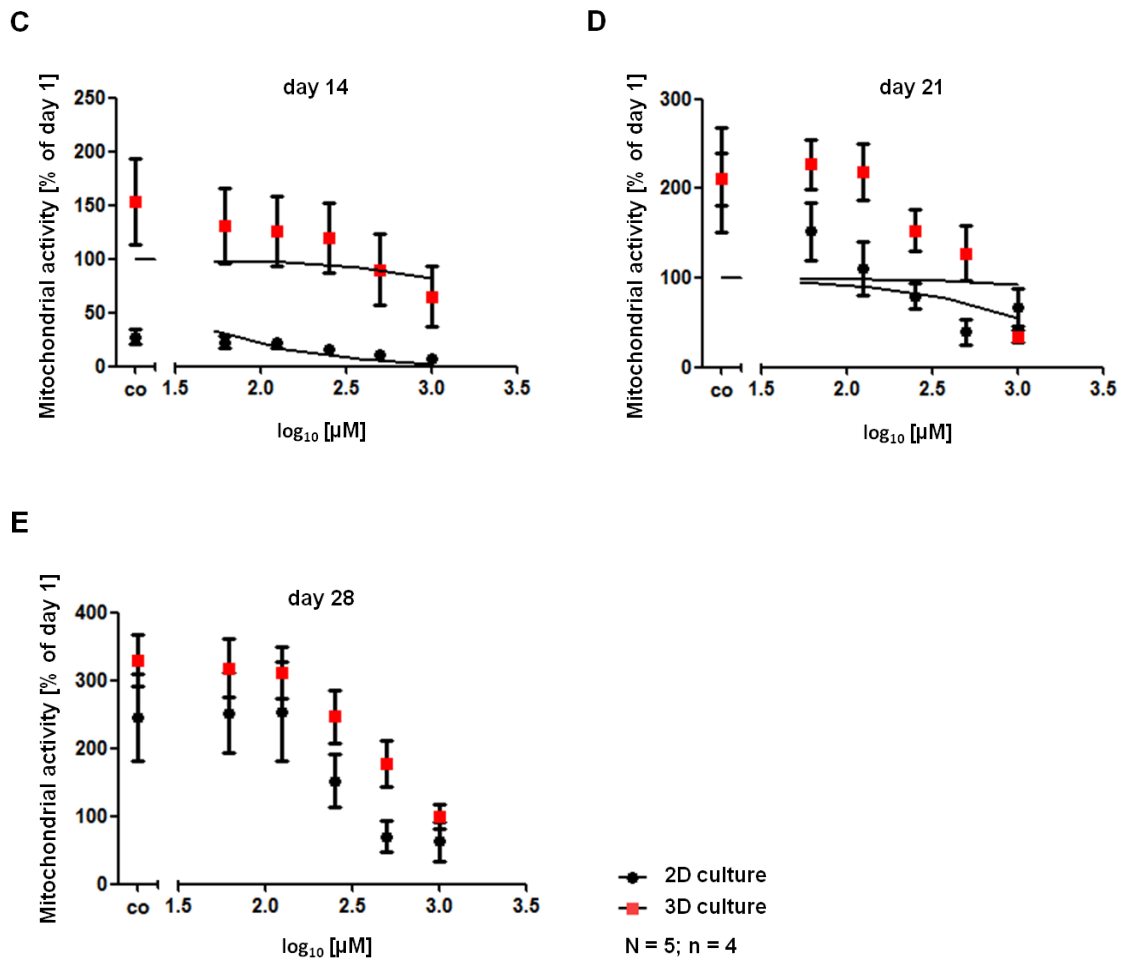 C
day 14
Mitochondrial activity [% of day 1]
250
200
150
100
50
0
co
1.5
2.0
2.5
3.0
3.5
log10 [µM]
D
day 21
Mitochondrial activity [% of day 1]
300
200
100
0
co
1.5
2.0
2.5
3.0
3.5
log10 [µM]
E
day 28
Mitochondrial activity [% of day 1]
400
300
200
100
0
co
1.5
2.0
2.5
3.0
3.5
log10 [µM]
2D culture
3D culture
N = 5; n = 4